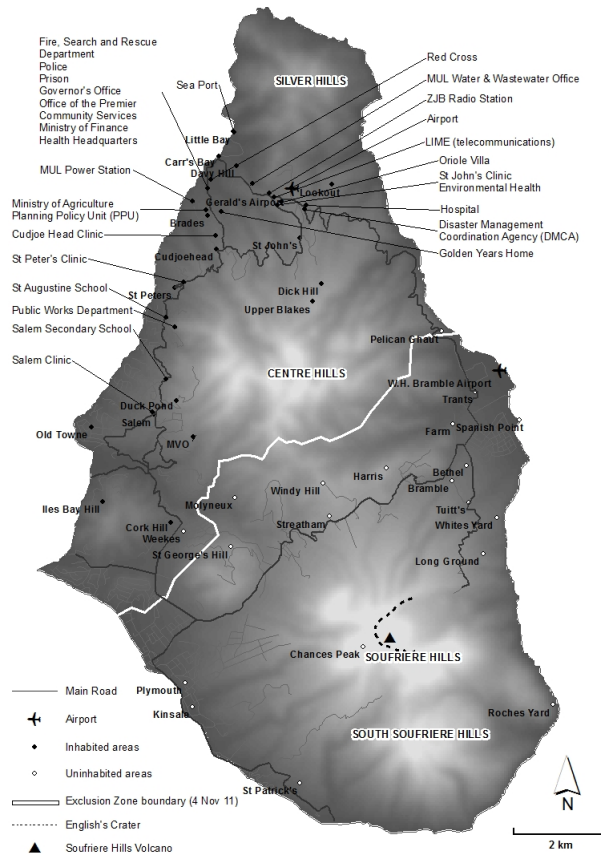 Fire, Search and Rescue
Department
Police
Prison
Governor's Office
Office of the Premier
Community Services
Ministry of Finance
Health Headquarters
Sea Port
MUL Power Station
Ministry of Agriculture
Planning Policy Unit (PPU)
Cudjoe Head Clinic
St Peter's Clinic
St Augustine School
Public Works Department
Salem Secondary School
Salem Clinic
Red Cross
MUL Water & Wastewater Office
ZJB Radio Station
Airport
LIME (telecommunications)
Oriole Villa
St John's Clinic
Environmental Health
Hospital
Disaster Management
Coordination Agency (DMCA)
Golden Years Home
SILVER HILLS
Little Bay
Carr's Bay
Davy Hill
Lookout
Gerald's Airport
Brades
St John's
Cudjoehead
St Peters
Dick Hill
Upper Blakes
Pelican Ghaut
CENTRE HILLS
W.H. Bramble Airport
Trants
Duck Pond
Salem
Old Towne
MVO
Farm
Spanish Point
Harris
Bethel
Windy Hill
Bramble
Iles Bay Hill
Molyneux
Tuitt's
Streatham
Whites Yard
Cork Hill
Weekes
St George's Hill
Long Ground
Chances Peak
SOUFRIERE HILLS
Plymouth
Kinsale
Roches Yard
SOUTH SOUFRIERE HILLS
St Patrick's
Main Road
Airport
Inhabited areas
Uninhabited areas
Exclusion Zone boundary (4 Nov 11)
English's Crater
Soufriere Hills Volcano
N
2 km